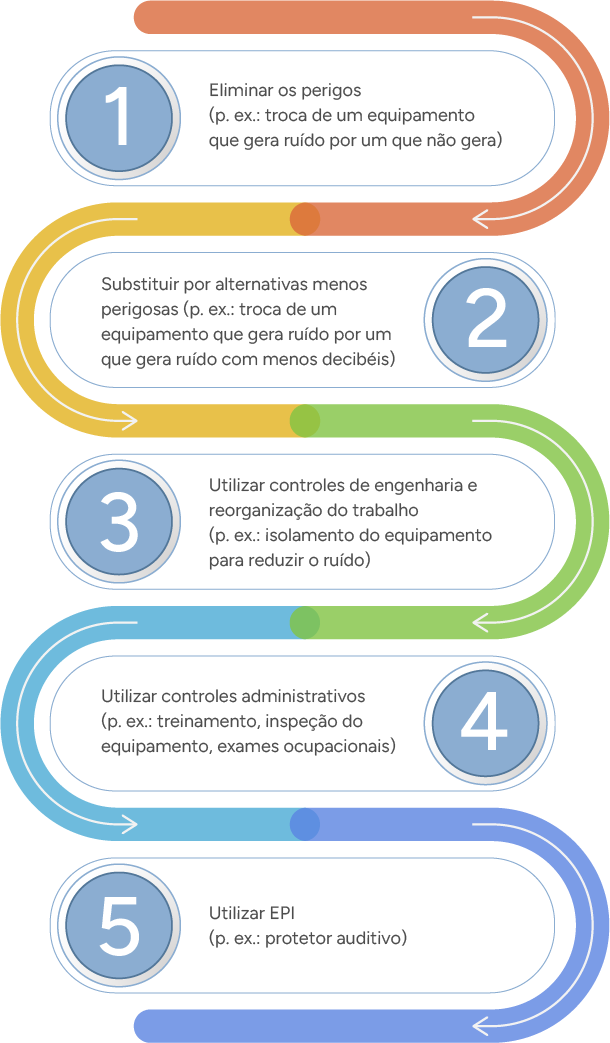 1
Eliminar os perigos
(p. ex.: troca de um equipamento
que gera ruído por um que não gera)
Substituir por alternativas menos
perigosas (p. ex.: troca de um
equipamento que gera ruído por um
que gera ruído com menos decibéis)
2
3
Utilizar controles de engenharia e
reorganização do trabalho
(p. ex.: isolamento do equipamento
para reduzir o ruído)
Utilizar controles administrativos
(p. ex.: treinamento, inspeção do
equipamento, exames ocupacionais)
4
5
Utilizar EPI
(p. ex.: protetor auditivo)